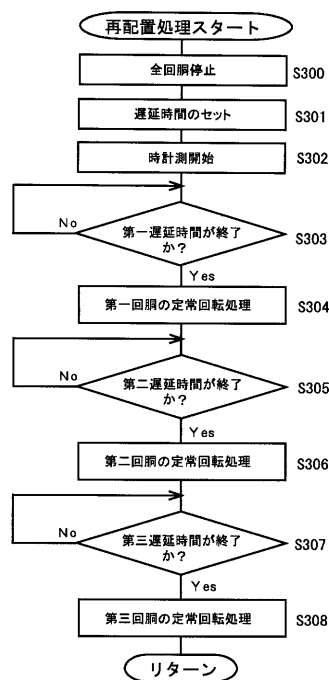 再配置処理スタート
全回胴停止
S300
遅延時間のセット
S301
時計測開始
S302
第一遅延時間が終了
か?
No
S303
Yes
第一回胴の定常回転処理
S304
第二遅延時間が終了
か?
No
S305
Yes
第二回胴の定常回転処理
S306
第三遅延時間が終了
か?
No
S307
Yes
第三回胴の定常回転処理
S308
リターン